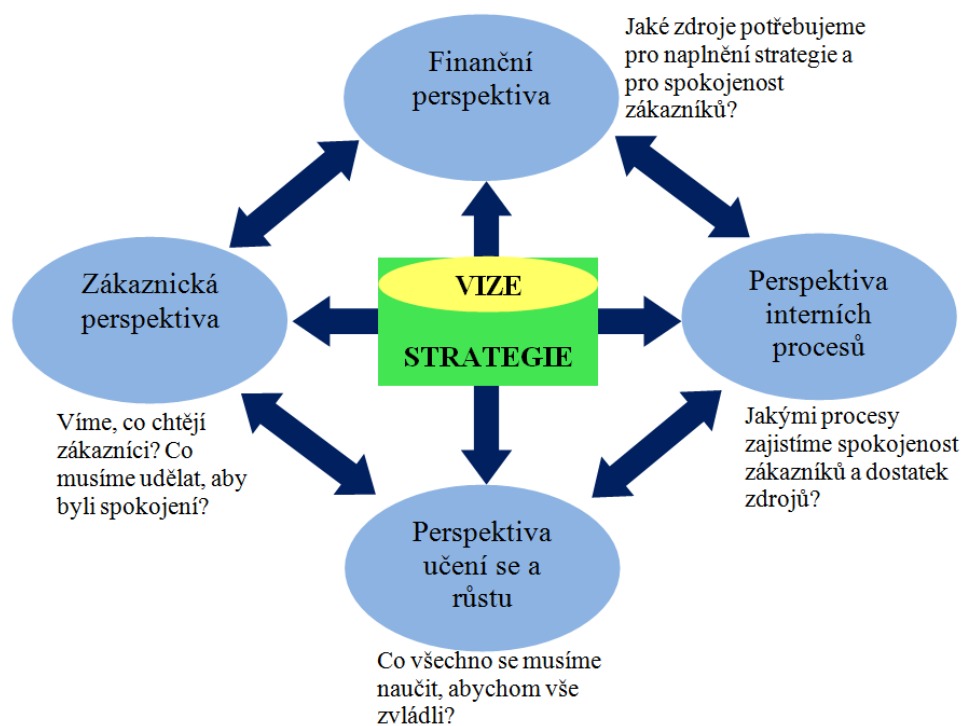 Finanční
perspektiva
Jaké zdroje potřebujeme
pro naplnění strategie a
pro spokojenost
zákazníků?
Zákaznická
perspektiva
VIZE
STRATEGIE
Perspektiva
interních
procesů
Víme, co chtějí
zákazníci? Co
musíme udělat, aby
byli spokojení?
Jakými procesy
zajistíme spokojenost
zákazníků a dostatek
zdrojů?
Perspektiva
učení se a
růstu
Co všechno se musíme
naučit, abychom vše
zvládli?